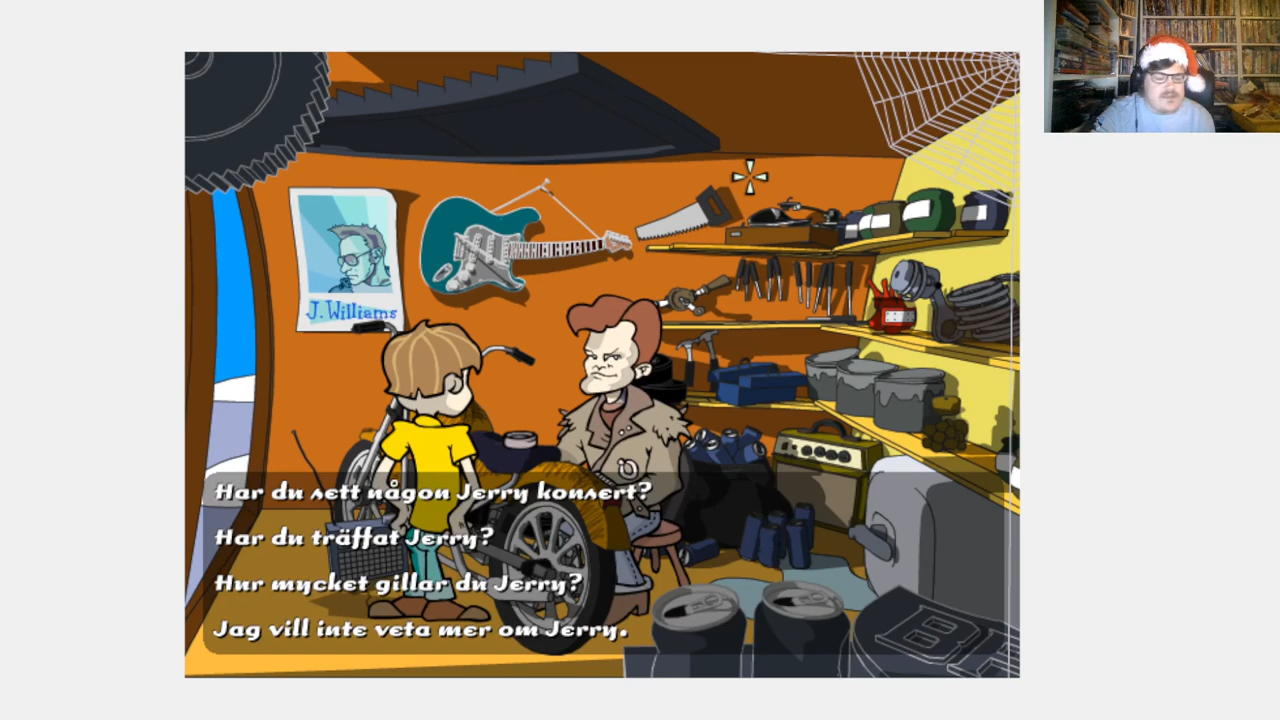 J. Williams
Har du sett någon Jerry konsert?
Har du träffat Jerry?
Hur mycket gillar du Jerry?
Jag vill inte veta mer om Jerry.